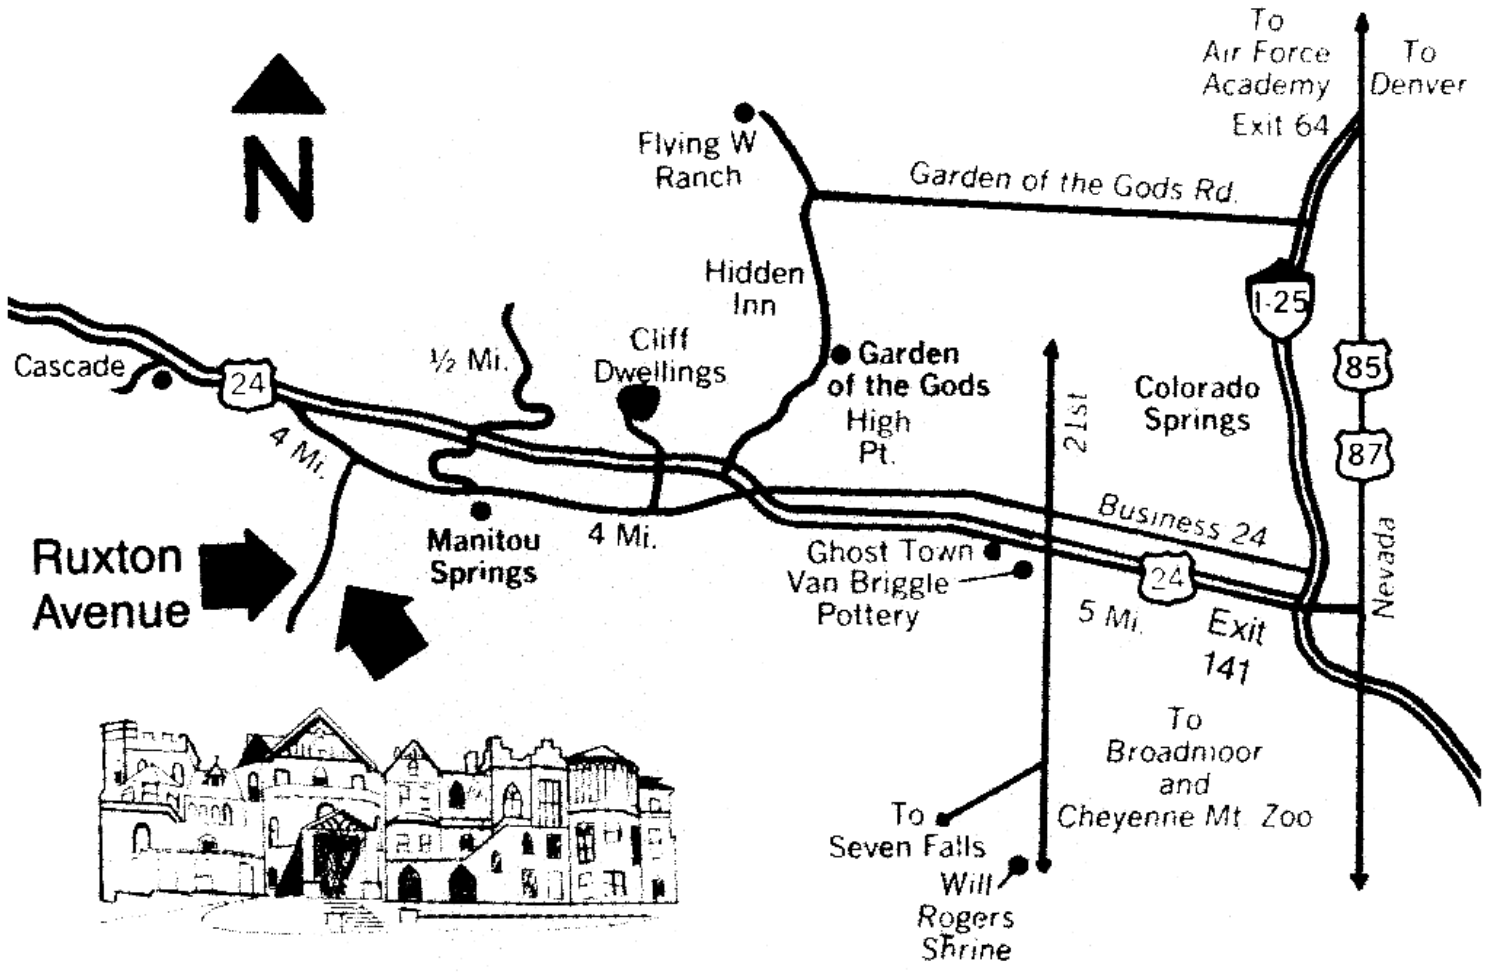 To
Air Force
Academy
Exit 64
To
Denver
N
Flying W
Ranch
Garden of the Gods Rd.
Hidden
Inn
I-25
Cascade
24
½ Mi.
Cliff
Dwellings
Garden
of the Gods
High
Pt.
21st
Colorado
Springs
85
87
4 Mi.
Manitou
Springs
4 Mi.
Business 24
Ghost Town
Van Briggle
Pottery
24
5 Mi.
Exit
141
Nevada
Ruxton
Avenue
To
Broadmoor
and
Cheyenne Mt. Zoo
To
Seven Falls
Will
Rogers
Shrine